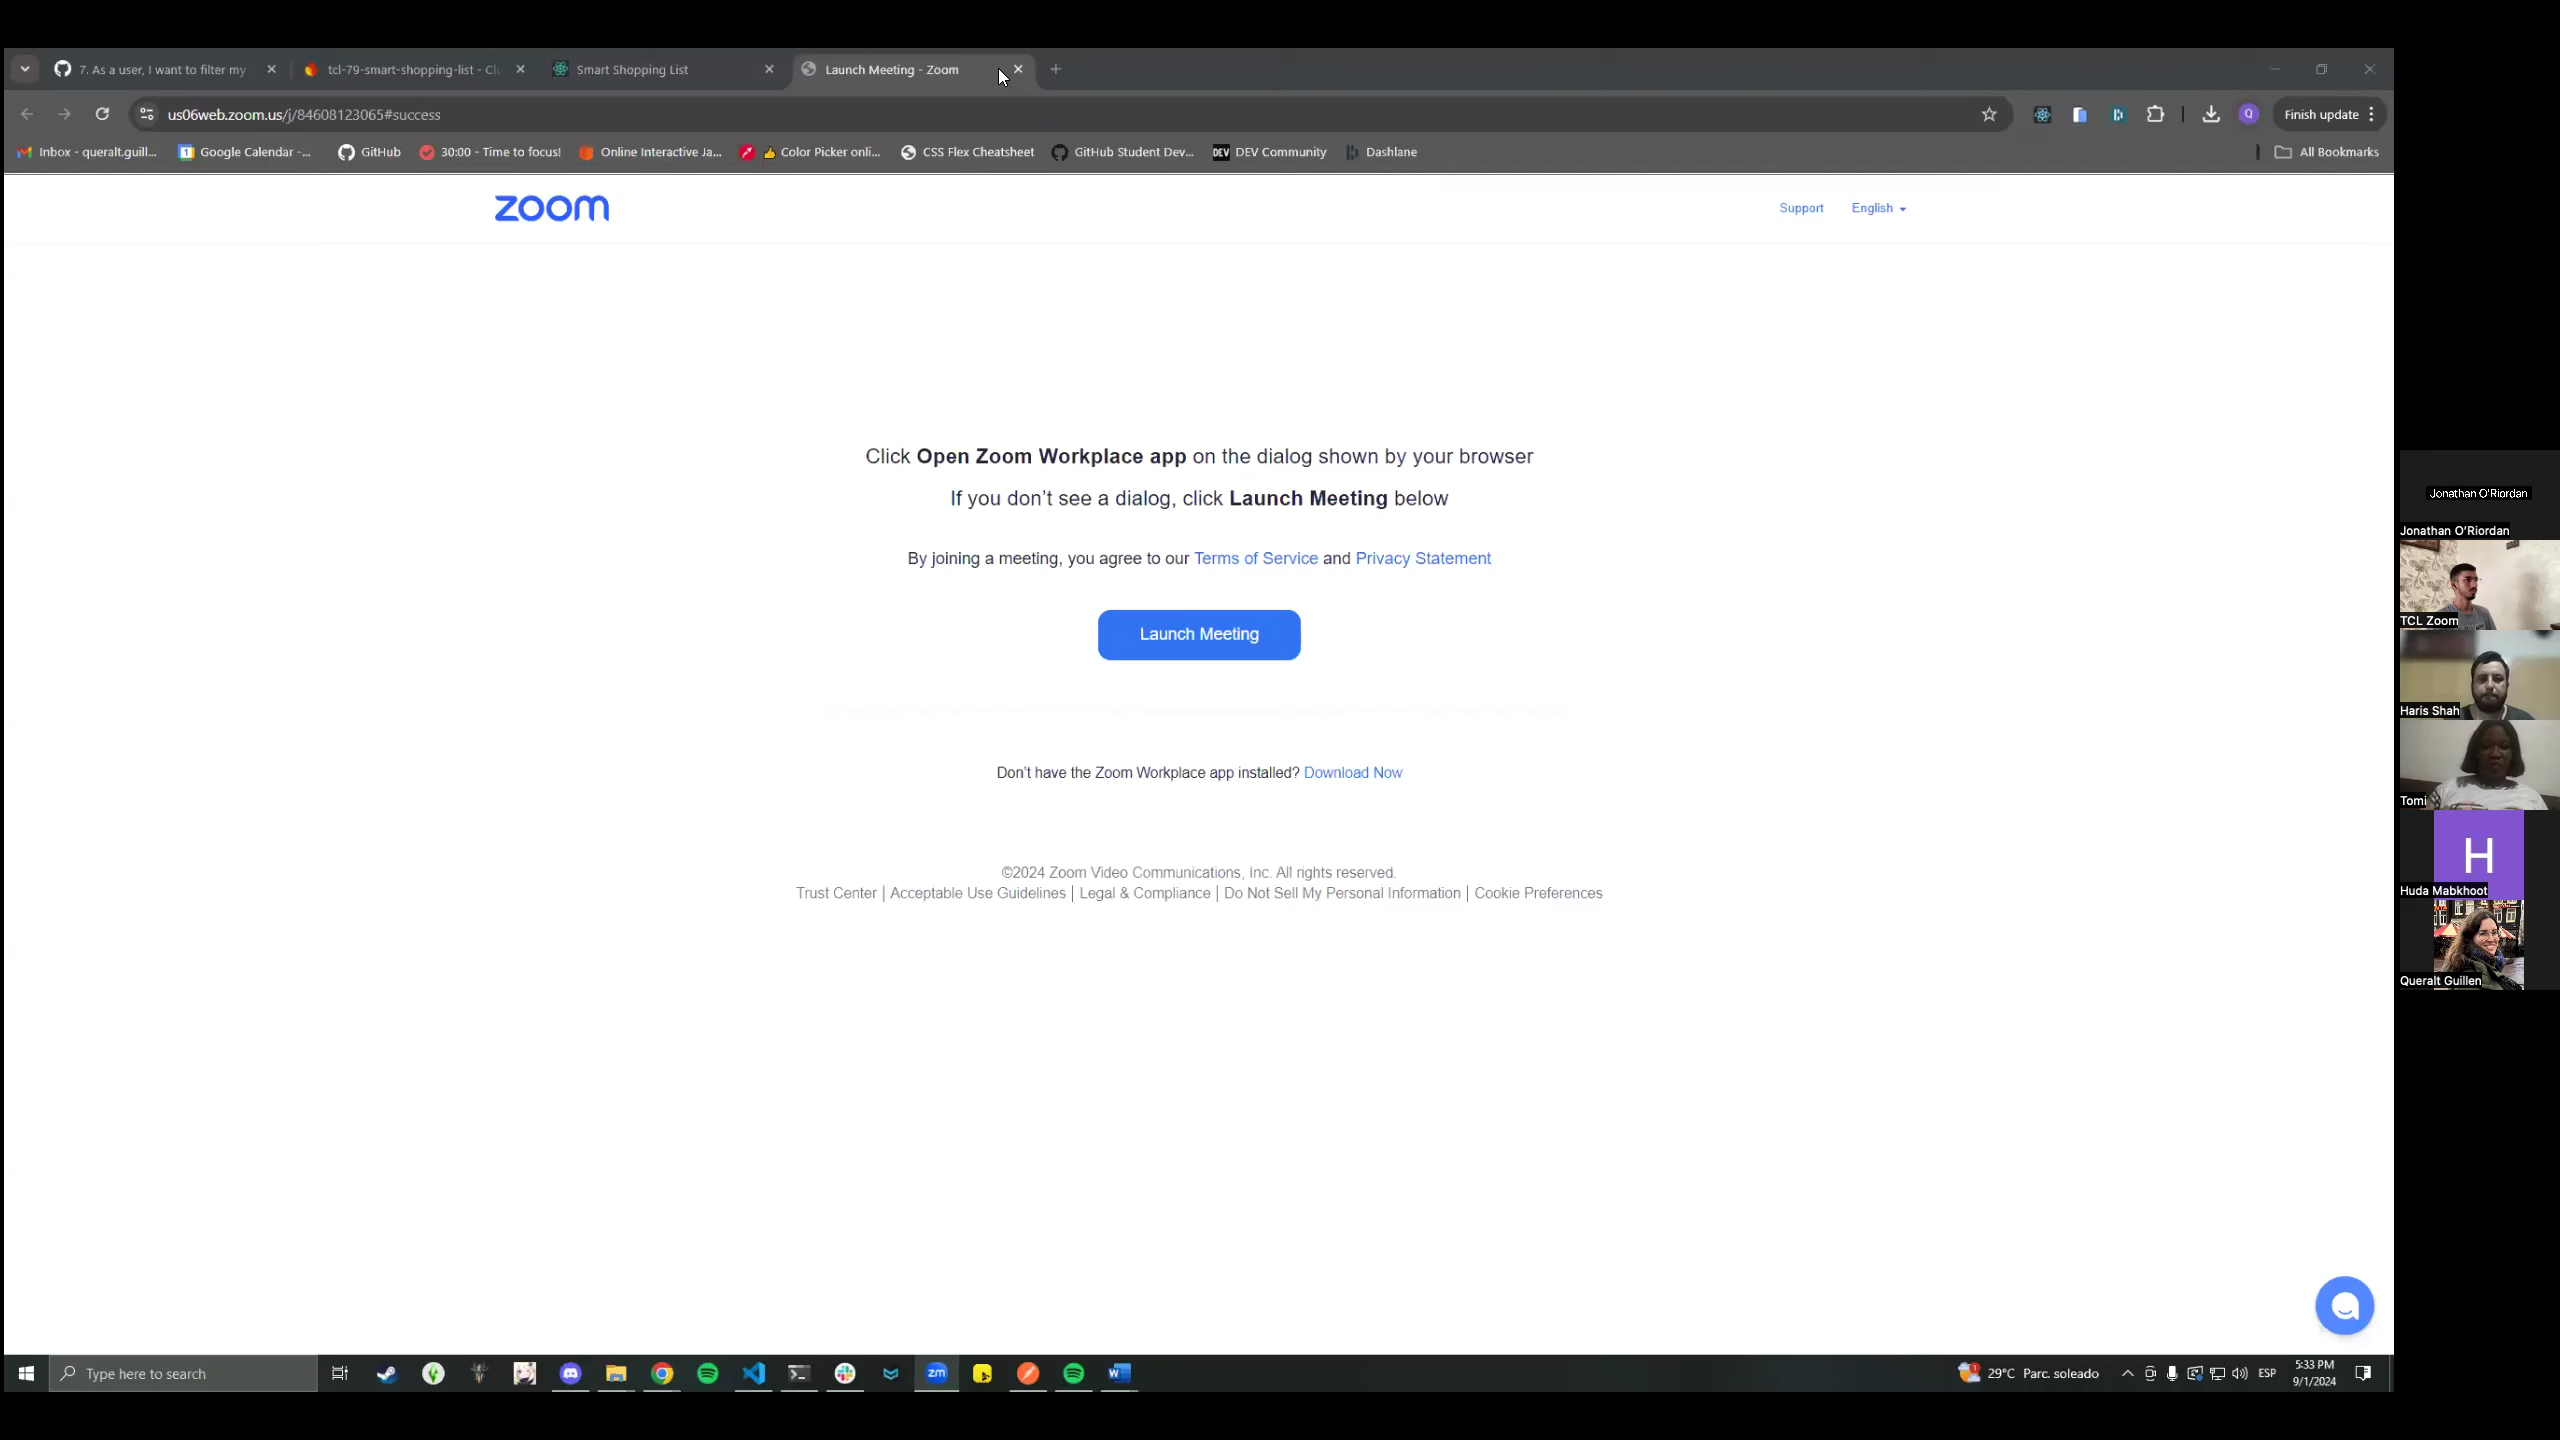 7. As a user, I want to filter my
tcl-79-smart-shopping-list - Cl
Smart Shopping List
Launch Meeting - Zoom
us06web.zoom.us/j/84608123065#success
Finish update
Inbox - queralt.guill...
Google Calendar -...
GitHub
30:00 - Time to focus!
Online Interactive Ja...
Color Picker onli...
CSS Flex Cheatsheet
GitHub Student Dev...
DEV Community
Dashlane
All Bookmarks
zoom
Support
English
Click Open Zoom Workplace app on the dialog shown by your browser
If you don't see a dialog, click Launch Meeting below
By joining a meeting, you agree to our Terms of Service and Privacy Statement
Launch Meeting
Don't have the Zoom Workplace app installed? Download Now
©2024 Zoom Video Communications, Inc. All rights reserved.
Trust Center | Acceptable Use Guidelines | Legal & Compliance | Do Not Sell My Personal Information | Cookie Preferences
Jonathan O'Riordan
Jonathan O'Riordan
TCL Zoom
Haris Shah
Tomi
H
Huda Mabkhoot
Queralt Guillen
Type here to search
zm
29°C Parc. soleado
ESP
5:33 PM
9/1/2024